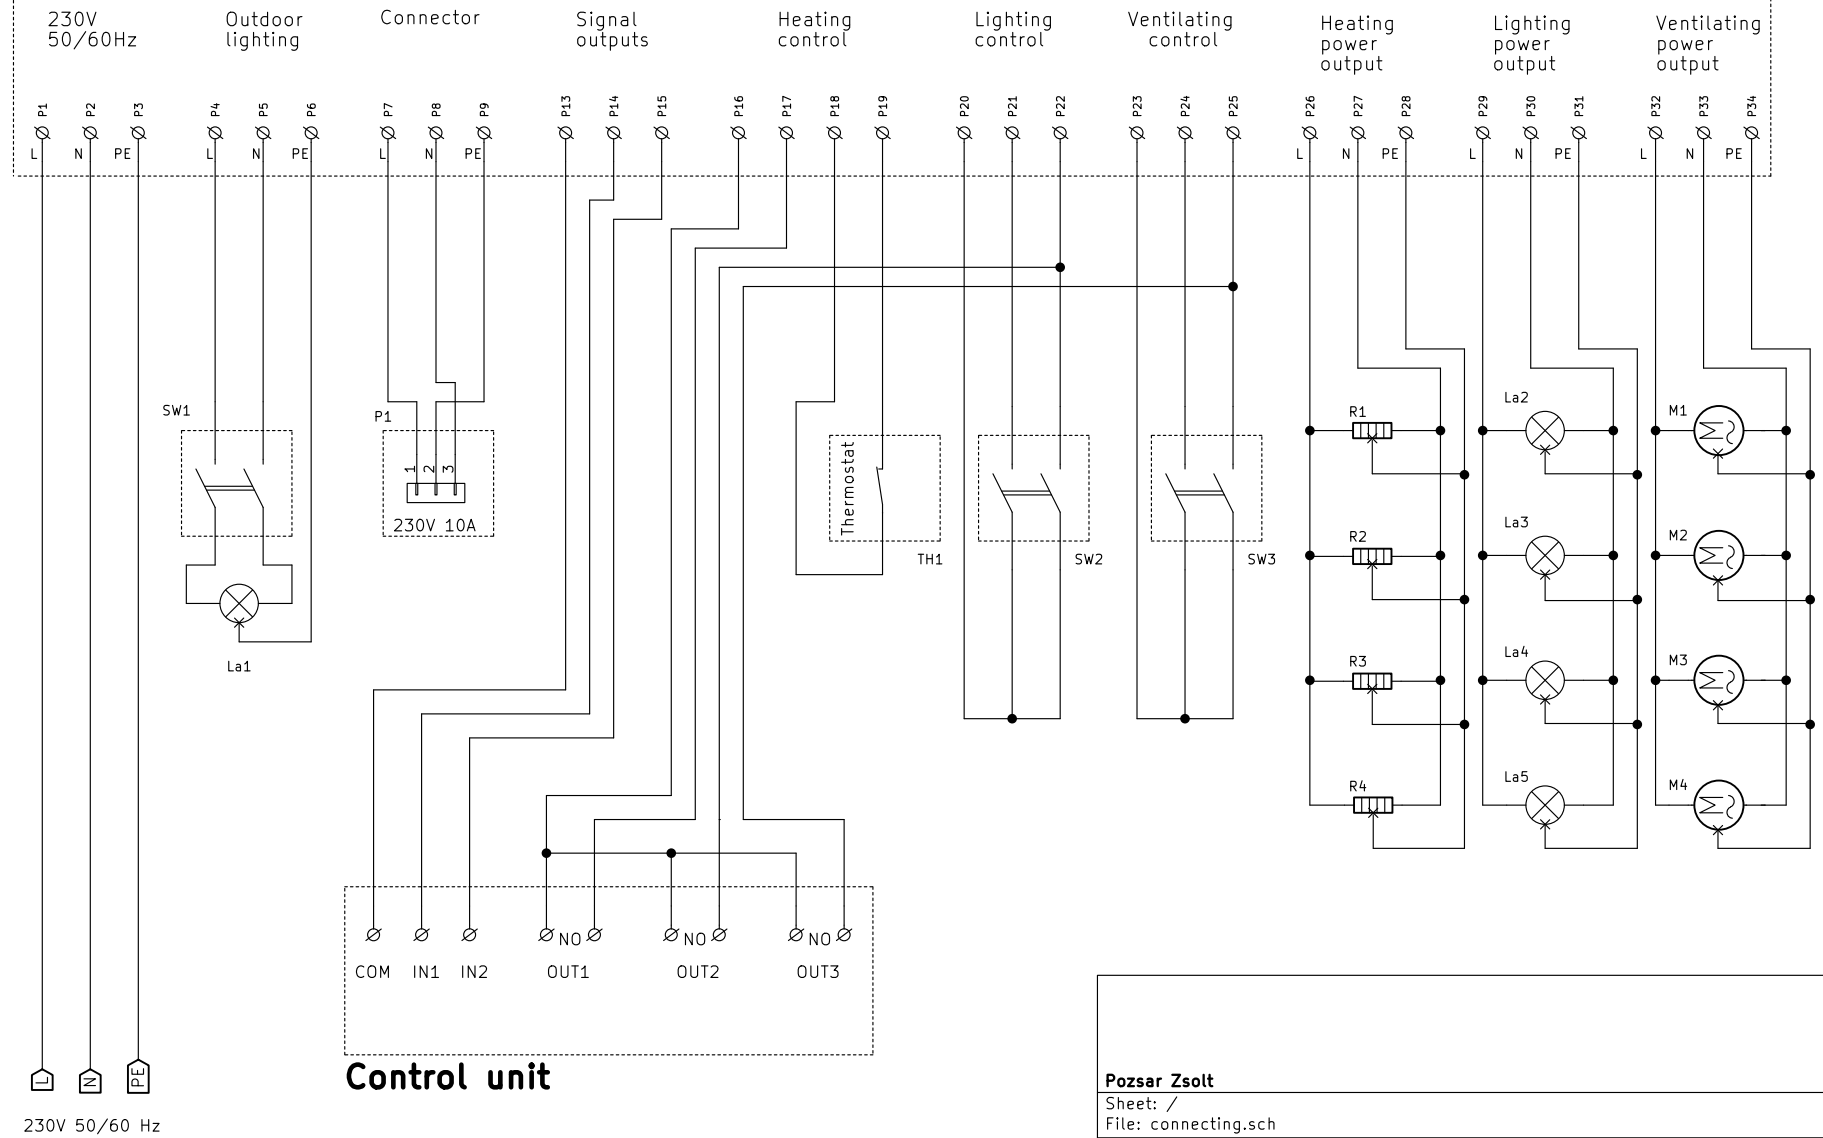 230V
50/60Hz
Outdoor
lighting
Connector
Signal
outputs
Heating
control
Lighting
control
Ventilating
control
Heating
power
output
Lighting
power
output
Ventilating
power
output
P1 P2 P3 P4 P5 P6 P7 P8 P9 P13 P14 P15 P16 P17 P18 P19 P20 P21 P22 P23 P24 P25 P26 P27 P28 P29 P30 P31 P32 P33 P34
L N PE L N PE L N PE L N PE L N PE L N PE
SW1
P1
1 2 3
230V 10A
Thermostat
TH1
SW2
SW3
La1
R1
R2
R3
R4
La2
La3
La4
La5
M1
M2
M3
M4
NO NO NO
COM IN1 IN2 OUT1 OUT2 OUT3
Control unit
L N PE
230V 50/60 Hz
Pozsar Zsolt
Sheet: /
File: connecting.sch